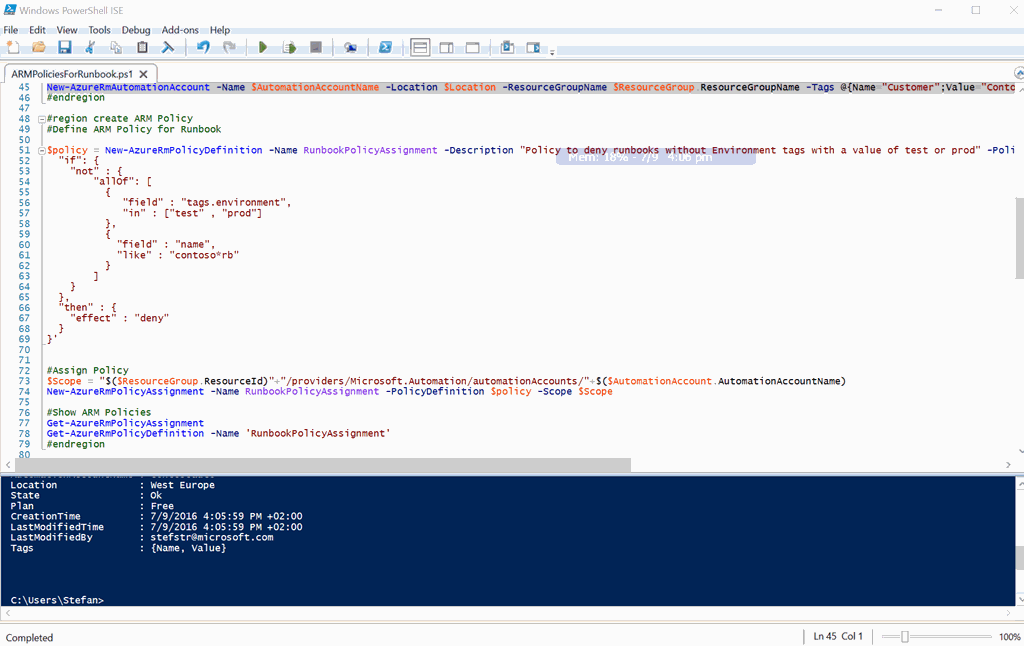 Windows PowerShell ISE
File Edit View Tools Debug Add-ons Help
ARMPoliciesForRunbook.ps1
45 New-AzureRmAutomationAccount -Name $AutomationAccountName -Location $Location -ResourceGroupName $ResourceGroup.ResourceGroupName -Tags @{Name="Customer";Value="Conto
46 #endregion
47
48 #region create ARM Policy
49 #Define ARM Policy for Runbook
50
51 $policy = New-AzureRmPolicyDefinition -Name RunbookPolicyAssignment -Description "Policy to deny runbooks without Environment tags with a value of test or prod" -Poli
Mem: 18% - 7/9 4:06 pm
52 "if": {
53 "not" : {
54 "allOf": [
55 {
56 "field" : "tags.environment",
57 "in" : ["test" , "prod"]
58 },
59 {
60 "field" : "name",
61 "like" : "contoso*rb"
62 }
63 ]
64 }
65 },
66 "then" : {
67 "effect" : "deny"
68 }
69 }'
70
71
72 #Assign Policy
73 $Scope = "$($ResourceGroup.ResourceId)"+"/providers/Microsoft.Automation/automationAccounts/"+$($AutomationAccount.AutomationAccountName)
74 New-AzureRmPolicyAssignment -Name RunbookPolicyAssignment -PolicyDefinition $policy -Scope $Scope
75
76 #Show ARM Policies
77 Get-AzureRmPolicyAssignment
78 Get-AzureRmPolicyDefinition -Name 'RunbookPolicyAssignment'
79 #endregion
80
Location : West Europe
State : Ok
Plan : Free
CreationTime : 7/9/2016 4:05:59 PM +02:00
LastModifiedTime : 7/9/2016 4:05:59 PM +02:00
LastModifiedBy : stefstr@microsoft.com
Tags : {Name, Value}
C:\Users\Stefan>
Completed
Ln 45 Col 1
100%